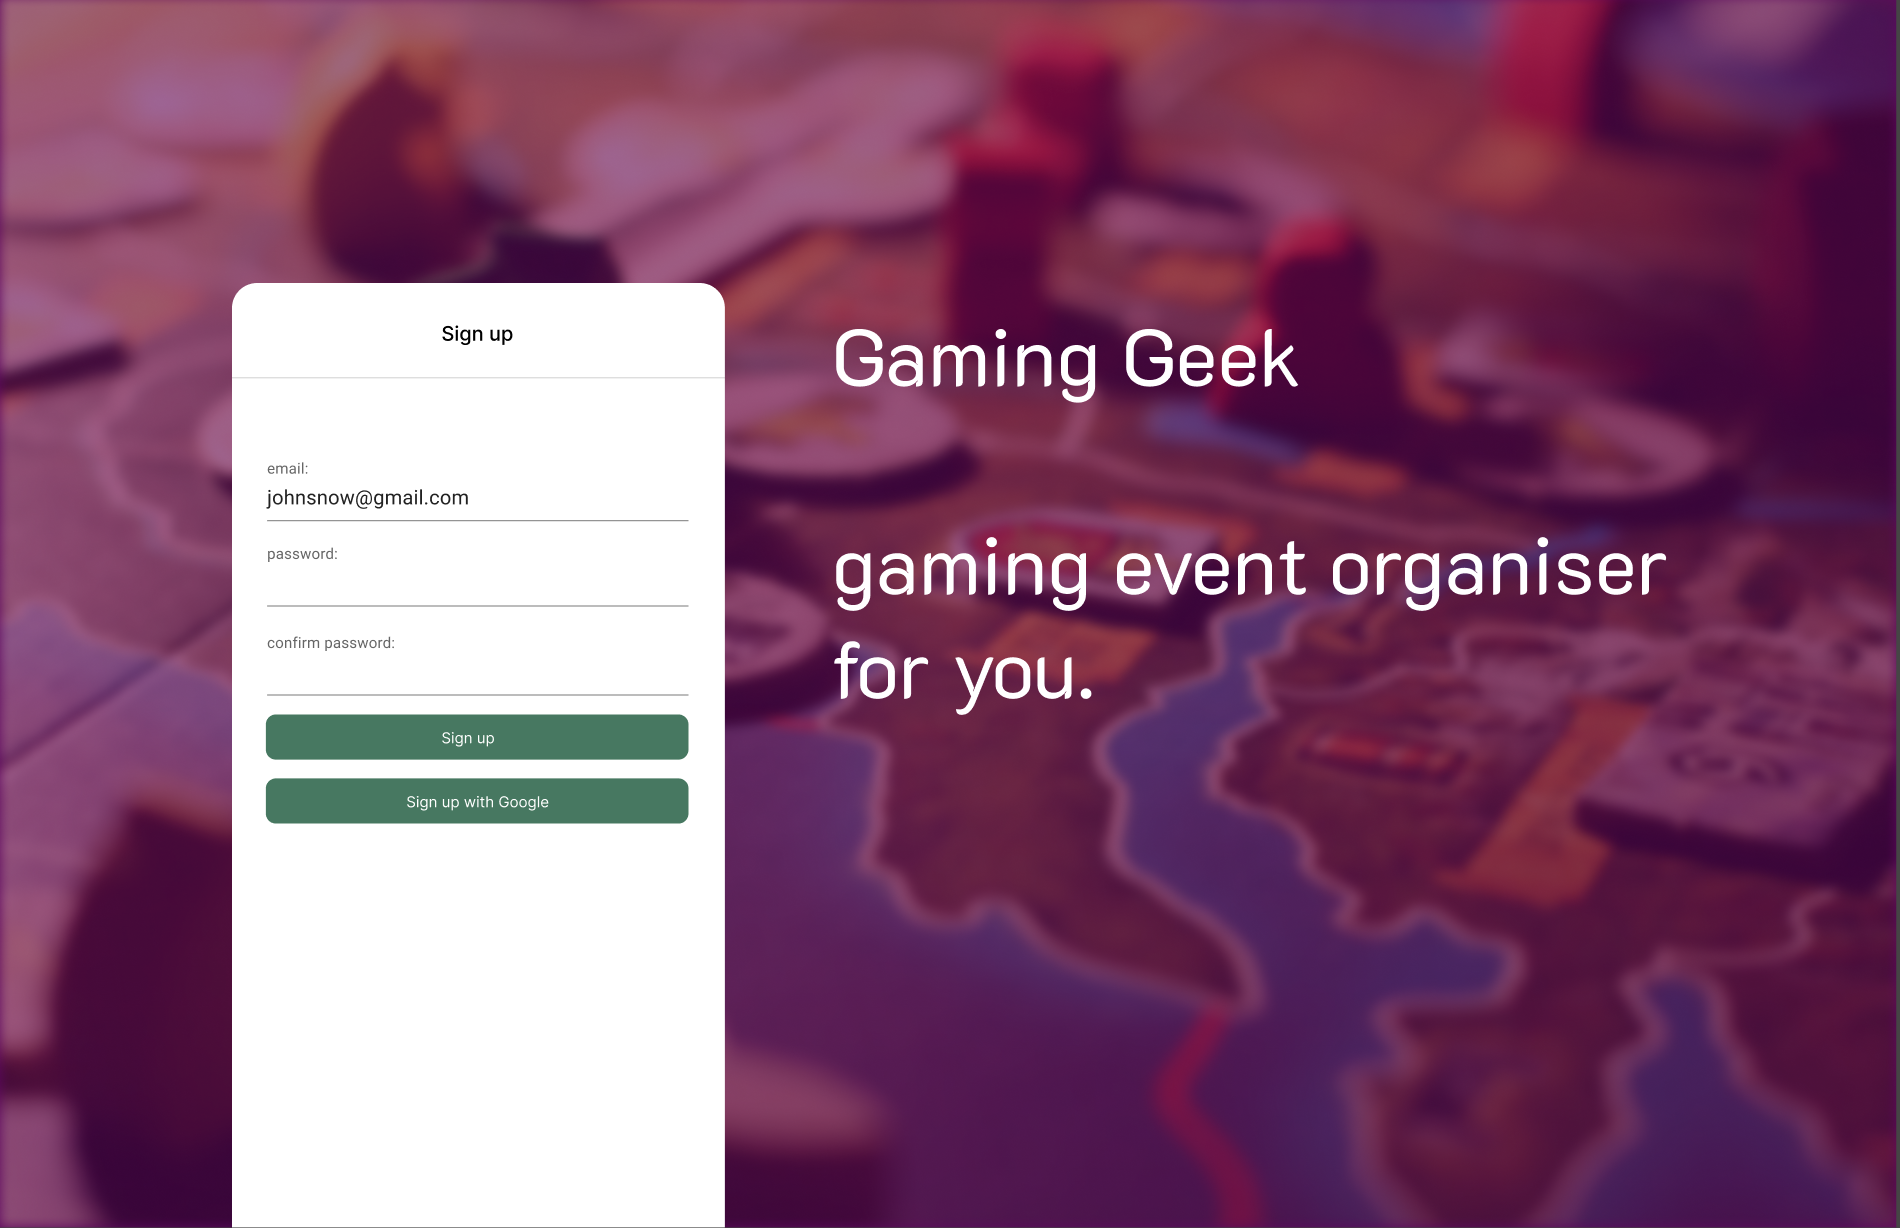 Sign up
email:
johnsnow@gmail.com
password:
confirm password:
Sign up
Sign up with Google
Gaming Geek
gaming event organiser
for you.